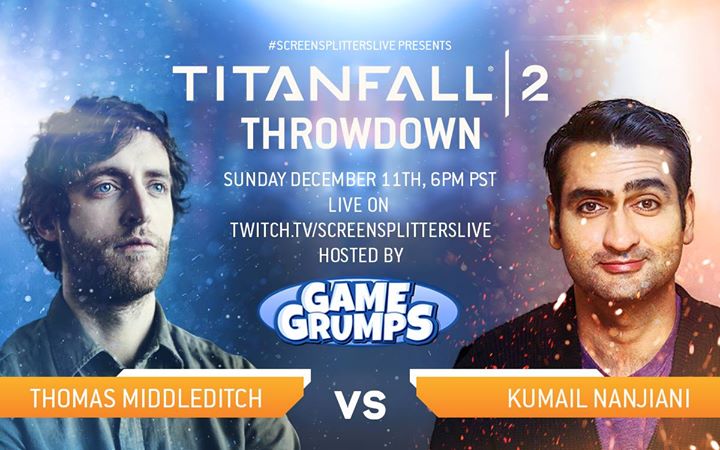 #SCREENSPLITTERSLIVE PRESENTS
TITANFALL® | 2
THROWDOWN
SUNDAY DECEMBER 11TH, 6PM PST
LIVE ON
TWITCH.TV/SCREENSPLITTERSLIVE
HOSTED BY
GAME
GRUMPS
THOMAS MIDDLEDITCH VS KUMAIL NANJIANI